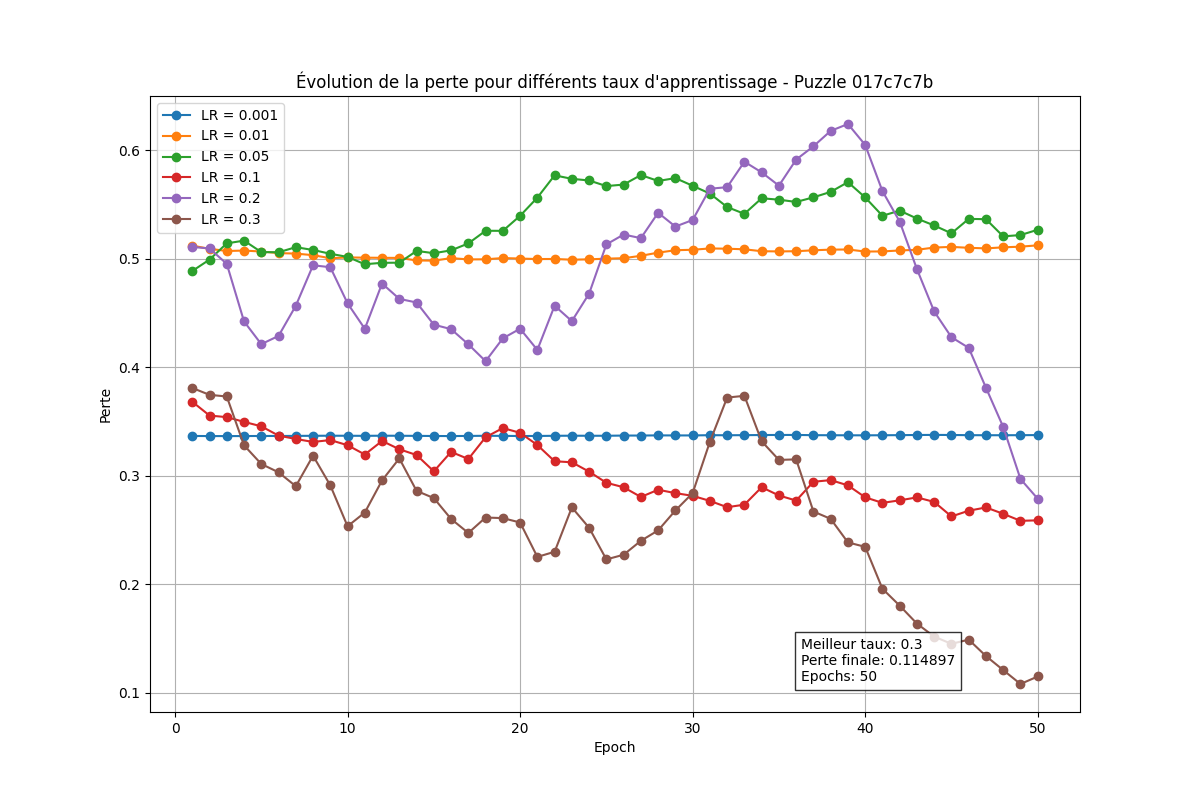 Évolution de la perte pour différents taux d'apprentissage - Puzzle 017c7c7b
LR = 0.001
LR = 0.01
LR = 0.05
LR = 0.1
LR = 0.2
LR = 0.3
0.6
0.5
0.4
0.3
0.2
0.1
Perte
Meilleur taux: 0.3
Perte finale: 0.114897
Epochs: 50
0 10 20 30 40 50
Epoch